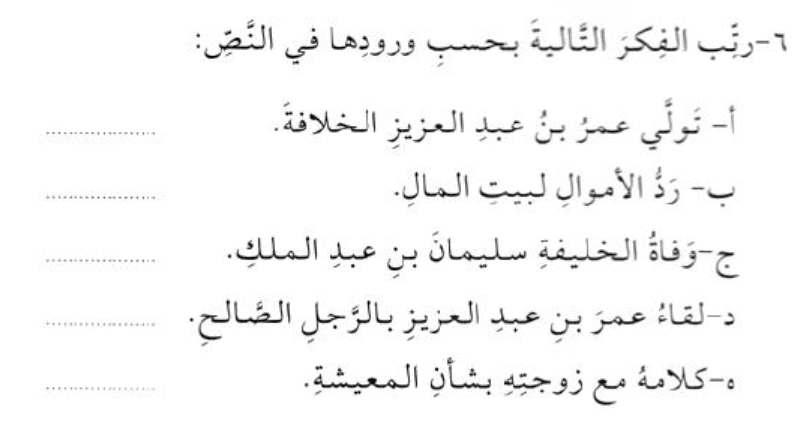 ٦-رتِّب الفِكرَ التَّاليةَ بحسبِ ورودِها في النَّصِّ:
أ- تَولَّي عمرُ بنُ عبدِ العزيزِ الخلافةَ. ....................
ب- رَدُّ الأموالِ لبيتِ المالِ. ....................
ج-وَفاةُ الخليفةِ سليمانَ بنِ عبدِ الملكِ. ....................
د-لقاءُ عمرَ بنِ عبدِ العزيزِ بالرَّجلِ الصَّالحِ. ....................
ه-كلامهُ مع زوجتِهِ بشأنِ المعيشةِ. ....................